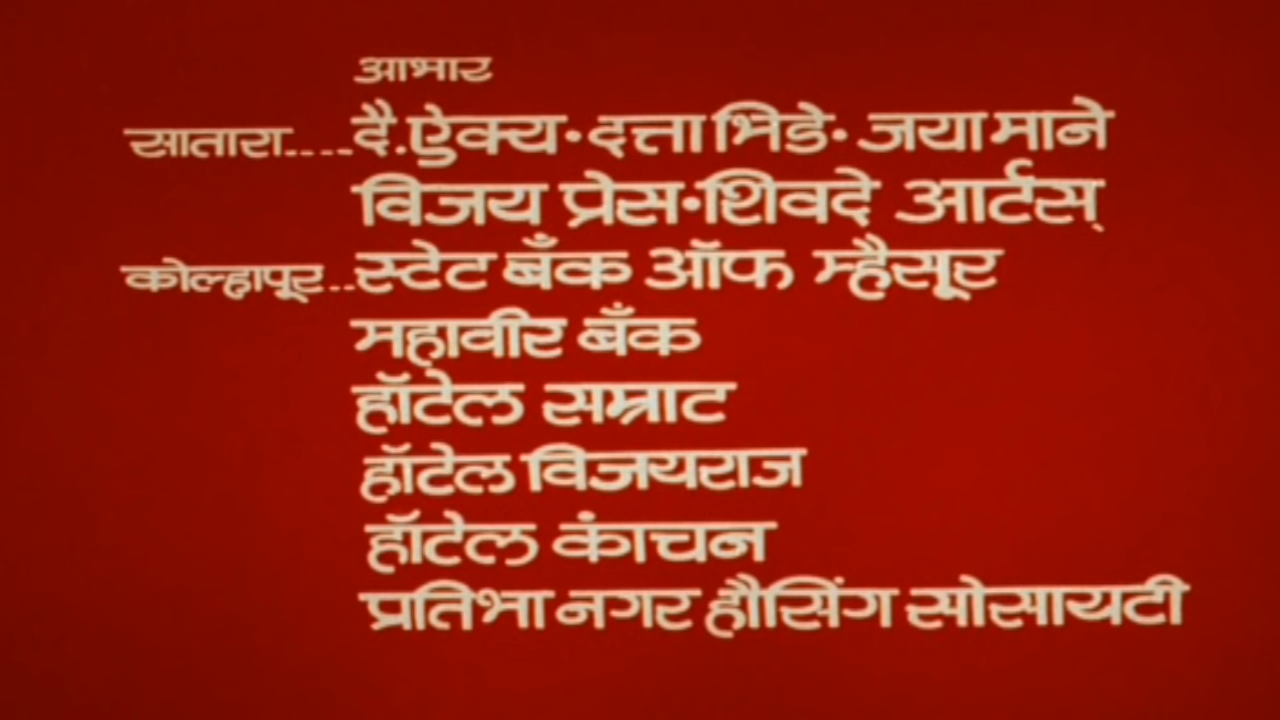 आभार
सातारा....दै.ऐक्य•दत्ता भिडे• जया माने
विजय प्रेस•शिवदे आर्टस्
कोल्हापूर..स्टेट बँक ऑफ म्हैसूर
महावीर बँक
हॉटेल सम्राट
हॉटेल विजयराज
हॉटेल कांचन
प्रतिभा नगर हौसिंग सोसायटी